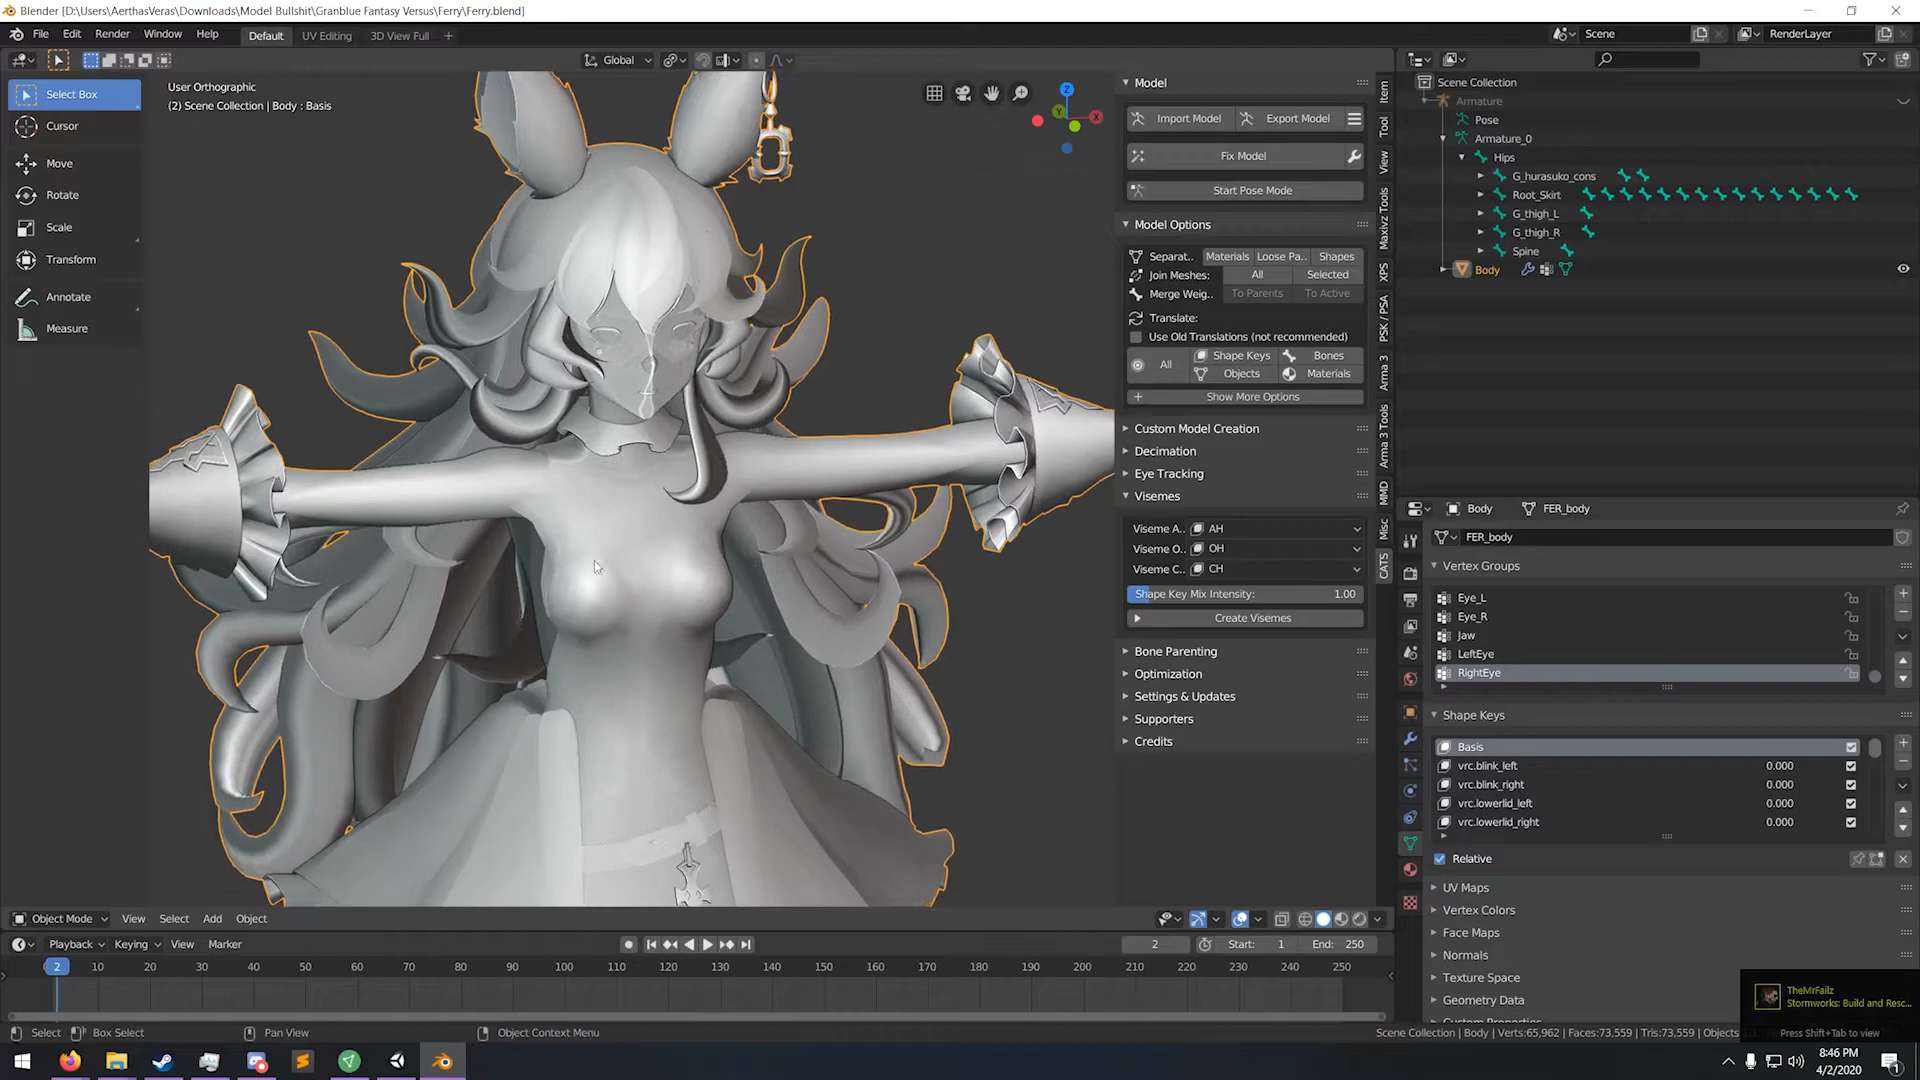 Blender [D:\Users\AerthasVeras\Downloads\Model Bullshit\Granblue Fantasy Versus\Ferry\Ferry.blend]
File Edit Render Window Help Default UV Editing 3D View Full +
Scene RenderLayer
Global
Select Box
Cursor
Move
Rotate
Scale
Transform
Annotate
Measure
User Orthographic
(2) Scene Collection | Body : Basis
Z
Y
X
Model
Import Model Export Model
Fix Model
Start Pose Mode
Model Options
Separat.. Materials Loose Pa.. Shapes
Join Meshes: All Selected
Merge Weig.. To Parents To Active
Translate:
Use Old Translations (not recommended)
All Shape Keys Bones
Objects Materials
Show More Options
Custom Model Creation
Decimation
Eye Tracking
Visemes
Viseme A.. AH
Viseme O.. OH
Viseme C.. CH
Shape Key Mix Intensity: 1.00
Create Visemes
Bone Parenting
Optimization
Settings & Updates
Supporters
Credits
Item
Tool
View
Maxivz Tools
XPS
PSK / PSA
Arma 3
Arma 3 Tools
MMD
Misc
CATS
Scene Collection
Armature
Pose
Armature_0
Hips
G_hurasuko_cons
Root_Skirt
G_thigh_L
G_thigh_R
Spine
Body
Body FER_body
FER_body
Vertex Groups
Eye_L
Eye_R
Jaw
LeftEye
RightEye
Shape Keys
Basis
vrc.blink_left 0.000
vrc.blink_right 0.000
vrc.lowerlid_left 0.000
vrc.lowerlid_right 0.000
Relative
UV Maps
Vertex Colors
Face Maps
Normals
Texture Space
Geometry Data
Custom Properties
TheMrFailz
Stormworks: Build and Resc...
Press Shift+Tab to view
Object Mode View Select Add Object
Playback Keying View Marker
2 Start: 1 End: 250
2 10 20 30 40 50 60 70 80 90 100 110 120 130 140 150 160 170 180 190 200 210 220 230 240 250
Select Box Select Pan View Object Context Menu
Scene Collection | Body | Verts:65,962 | Faces:73,559 | Tris:73,559 | Objects
8:46 PM
4/2/2020
1